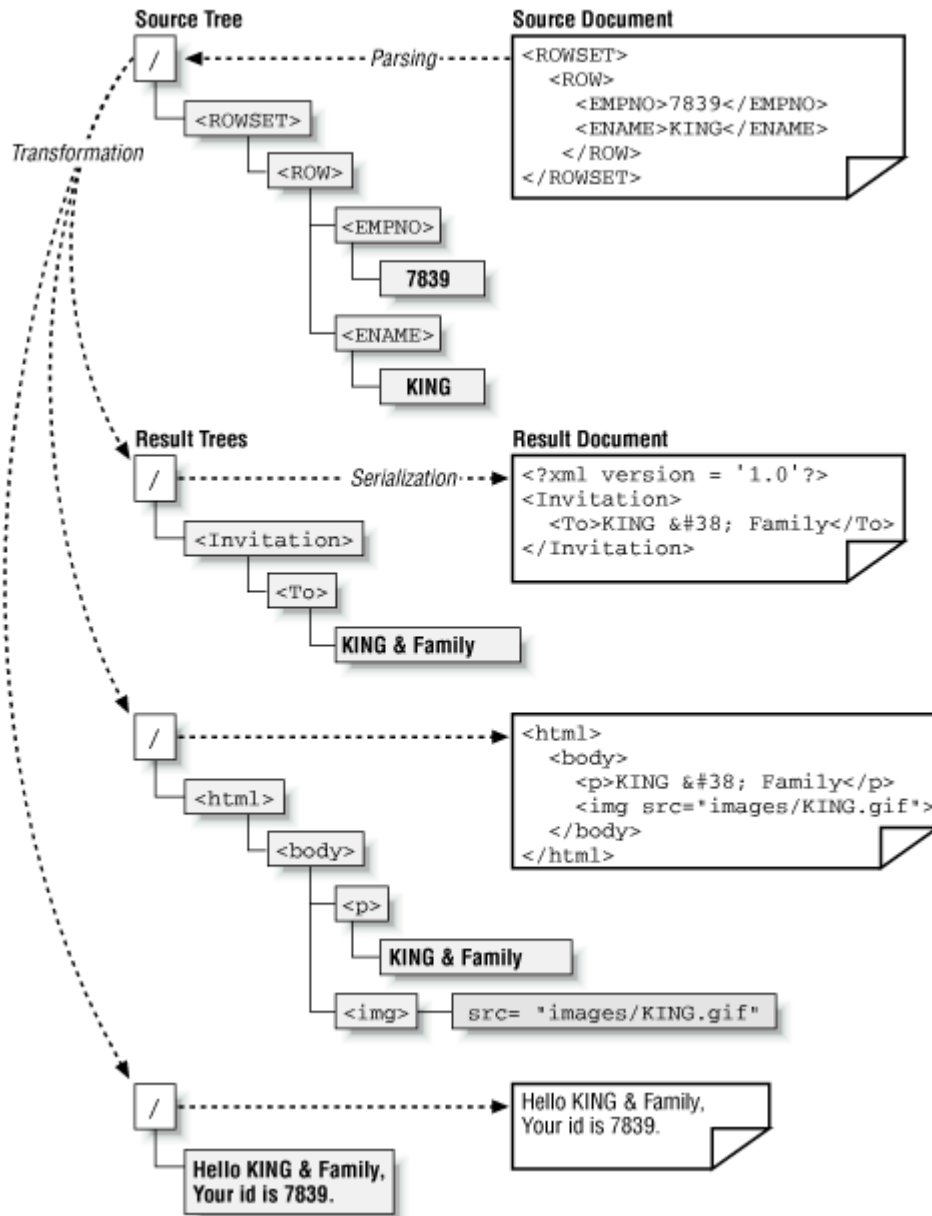 Source Tree
Source Document
/
Parsing
<ROWSET>
<ROW>
<EMPNO>7839</EMPNO>
<ENAME>KING</ENAME>
</ROW>
</ROWSET>
Transformation
<ROWSET>
<ROW>
<EMPNO>
7839
<ENAME>
KING
Result Trees
Result Document
/
Serialization
<?xml version = '1.0'?>
<Invitation>
<To>KING &#38; Family</To>
</Invitation>
<Invitation>
<To>
KING & Family
/
<html>
<body>
<p>KING &#38; Family</p>
<img src="images/KING.gif">
</body>
</html>
<html>
<body>
<p>
KING & Family
<img>
src= "images/KING.gif"
/
Hello KING & Family,
Your id is 7839.
Hello KING & Family,
Your id is 7839.